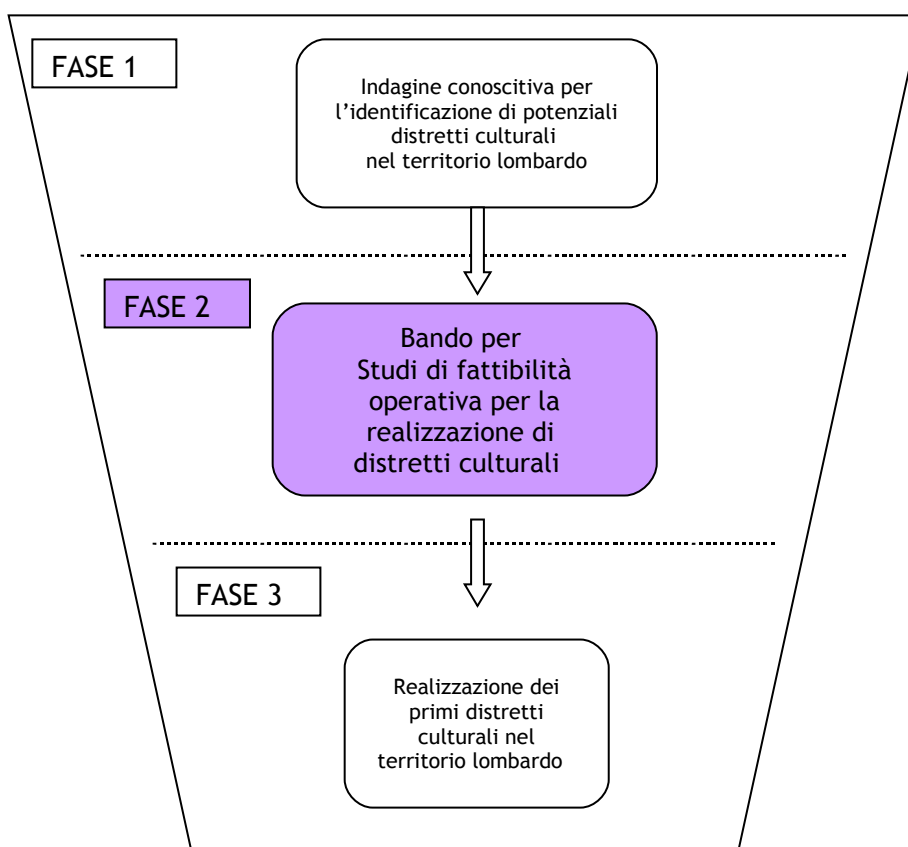 FASE 1
Indagine conoscitiva per
l’identificazione di potenziali
distretti culturali
nel territorio lombardo
FASE 2
Bando per
Studi di fattibilità
operativa per la
realizzazione di
distretti culturali
FASE 3
Realizzazione dei
primi distretti
culturali nel
territorio lombardo